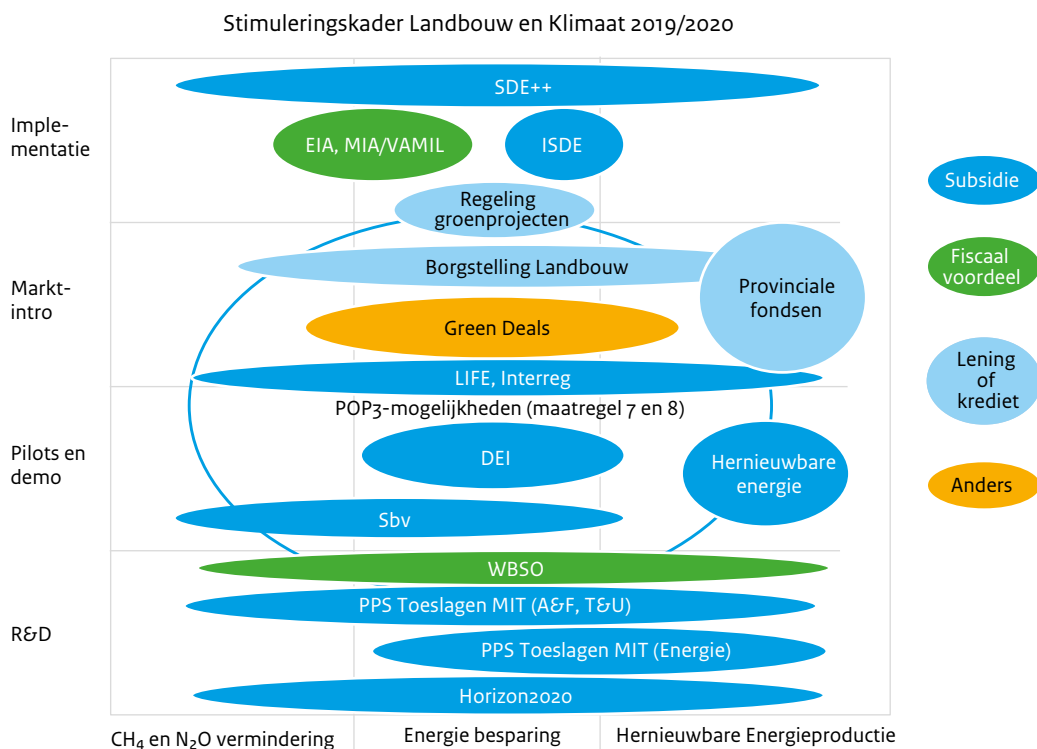 Stimuleringskader Landbouw en Klimaat 2019/2020
Imple-
mentatie
SDE++
EIA, MIA/VAMIL
ISDE
Regeling
groenprojecten
Markt-
intro
Borgstelling Landbouw
Provinciale
fondsen
Green Deals
LIFE, Interreg
POP3-mogelijkheden (maatregel 7 en 8)
Pilots en
demo
DEI
Hernieuwbare
energie
Sbv
WBSO
R&D
PPS Toeslagen MIT (A&F, T&U)
PPS Toeslagen MIT (Energie)
Horizon2020
CH₄ en N₂O vermindering
Energie besparing
Hernieuwbare Energieproductie
Subsidie
Fiscaal
voordeel
Lening
of
krediet
Anders